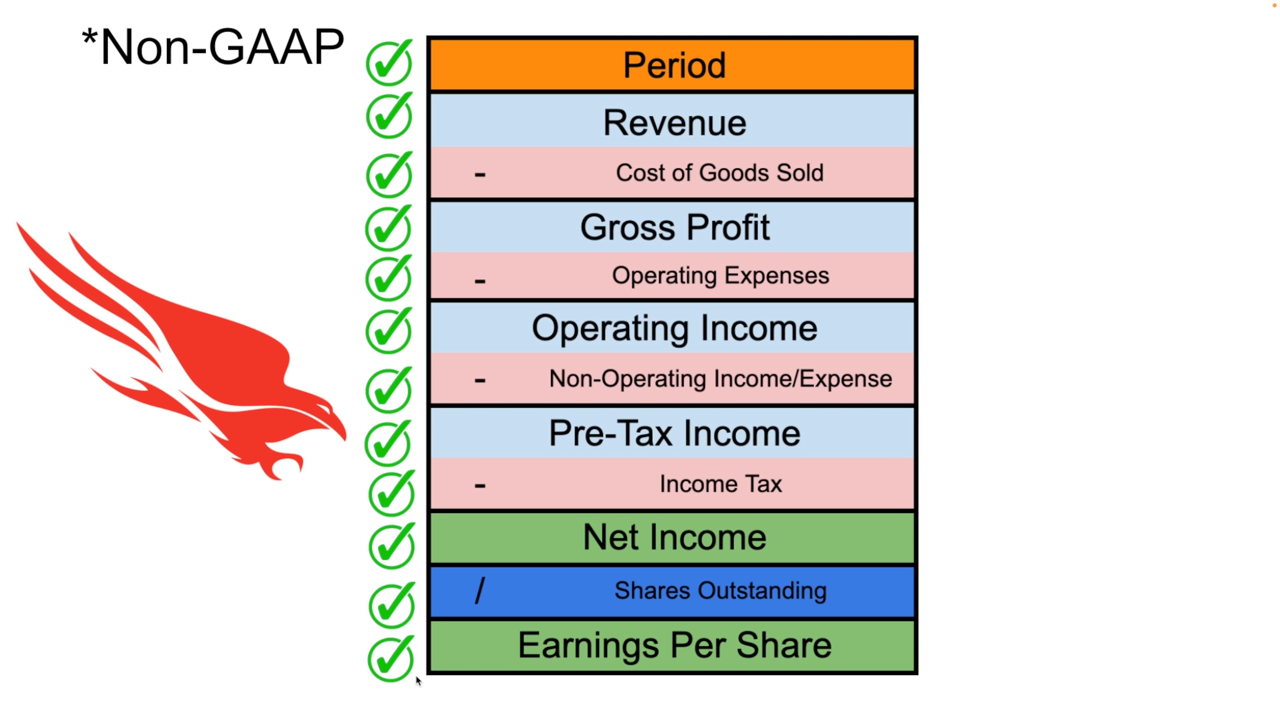 *Non-GAAP
Period
Revenue
- Cost of Goods Sold
Gross Profit
- Operating Expenses
Operating Income
- Non-Operating Income/Expense
Pre-Tax Income
- Income Tax
Net Income
/ Shares Outstanding
Earnings Per Share